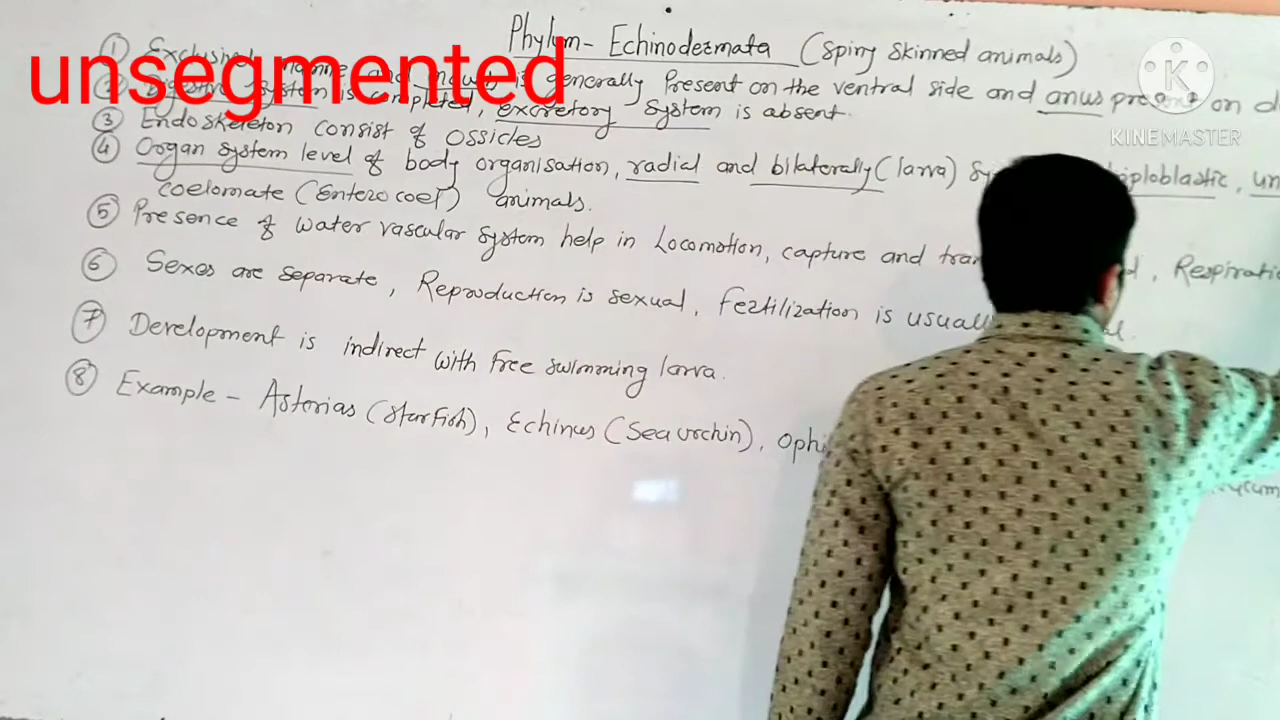 Phylum- Echinodermata (Spiny skinned animals)
unsegmented
① Exclusively marine and mouth is generally Present on the ventral side and anus present on d
② Digestive system is completed, excretory system is absent.
③ Endoskeleton consist of Ossicles
④ Organ system level of body organisation, radial and bilaterally (larva) triploblastic, un
coelomate (Enterocoel) animals.
⑤ Presence of water vascular system help in Locomotion, capture and Respiratio
⑥ Sexes are separate, Reproduction is sexual, Fertilization is usuall
⑦ Development is indirect with free swimming larva.
⑧ Example - Asterias (Starfish), Echinus (Sea urchin), Ophi
KINEMASTER